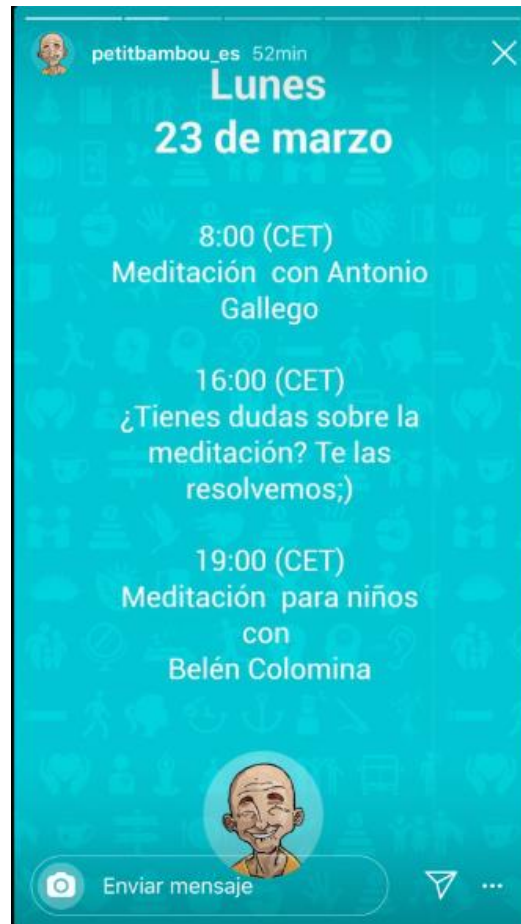 petitbambou_es 52min
Lunes
23 de marzo
8:00 (CET)
Meditación con Antonio
Gallego
16:00 (CET)
¿Tienes dudas sobre la
meditación? Te las
resolvemos;)
19:00 (CET)
Meditación para niños
con
Belén Colomina
Enviar mensaje